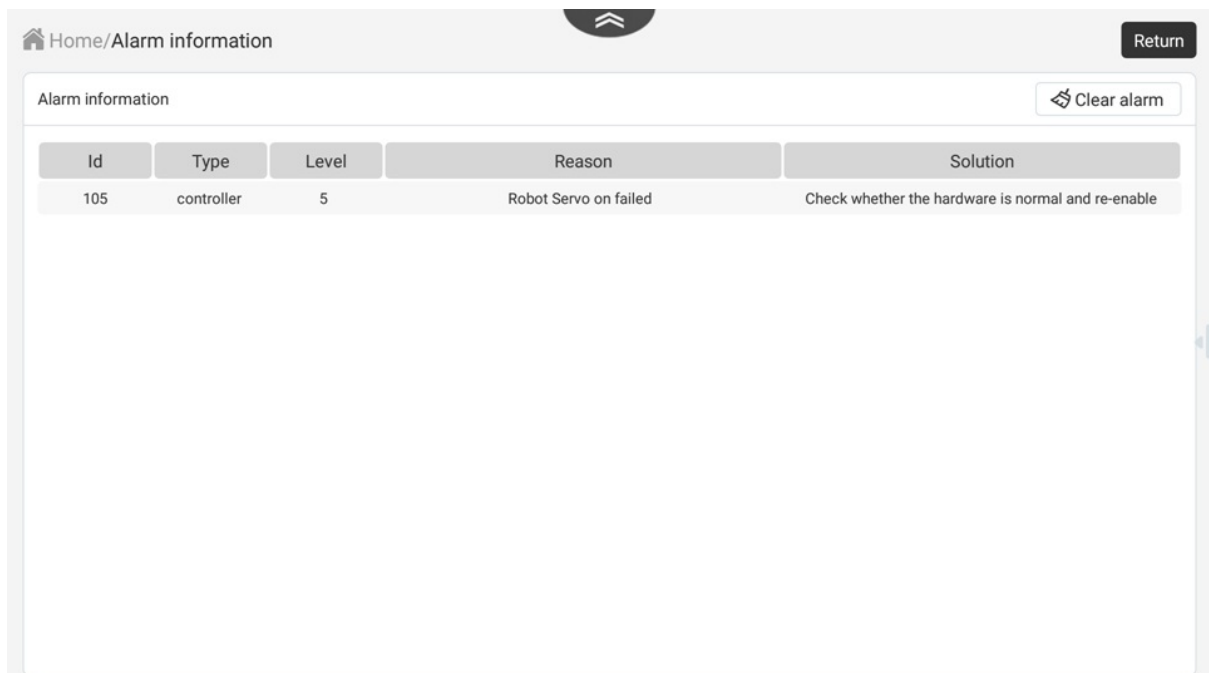 Home/Alarm information
Return
Alarm information
Clear alarm
Id Type Level Reason Solution
105 controller 5 Robot Servo on failed Check whether the hardware is normal and re-enable